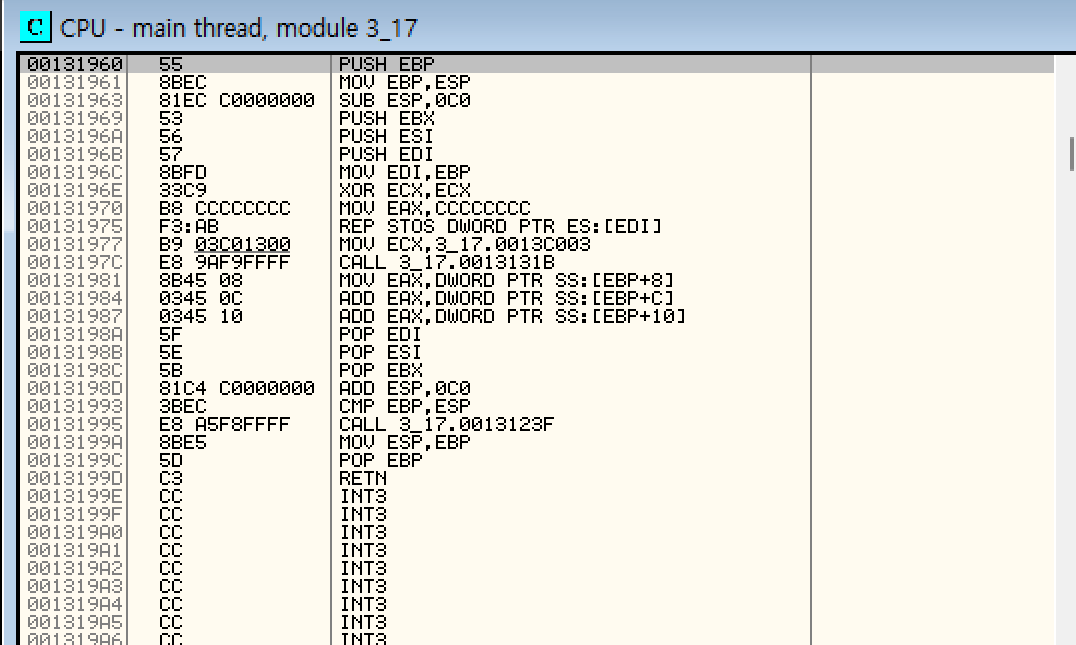 C CPU - main thread, module 3_17
00131960 55 PUSH EBP
00131961 8BEC MOV EBP,ESP
00131963 81EC C0000000 SUB ESP,0C0
00131969 53 PUSH EBX
0013196A 56 PUSH ESI
0013196B 57 PUSH EDI
0013196C 8BFD MOV EDI,EBP
0013196E 33C9 XOR ECX,ECX
00131970 B8 CCCCCCCC MOV EAX,CCCCCCCC
00131975 F3:AB REP STOS DWORD PTR ES:[EDI]
00131977 B9 03C01300 MOV ECX,3_17.0013C003
0013197C E8 9AF9FFFF CALL 3_17.0013131B
00131981 8B45 08 MOV EAX,DWORD PTR SS:[EBP+8]
00131984 0345 0C ADD EAX,DWORD PTR SS:[EBP+C]
00131987 0345 10 ADD EAX,DWORD PTR SS:[EBP+10]
0013198A 5F POP EDI
0013198B 5E POP ESI
0013198C 5B POP EBX
0013198D 81C4 C0000000 ADD ESP,0C0
00131993 3BEC CMP EBP,ESP
00131995 E8 A5F8FFFF CALL 3_17.0013123F
0013199A 8BE5 MOV ESP,EBP
0013199C 5D POP EBP
0013199D C3 RETN
0013199E CC INT3
0013199F CC INT3
001319A0 CC INT3
001319A1 CC INT3
001319A2 CC INT3
001319A3 CC INT3
001319A4 CC INT3
001319A5 CC INT3
001319A6 CC INT3